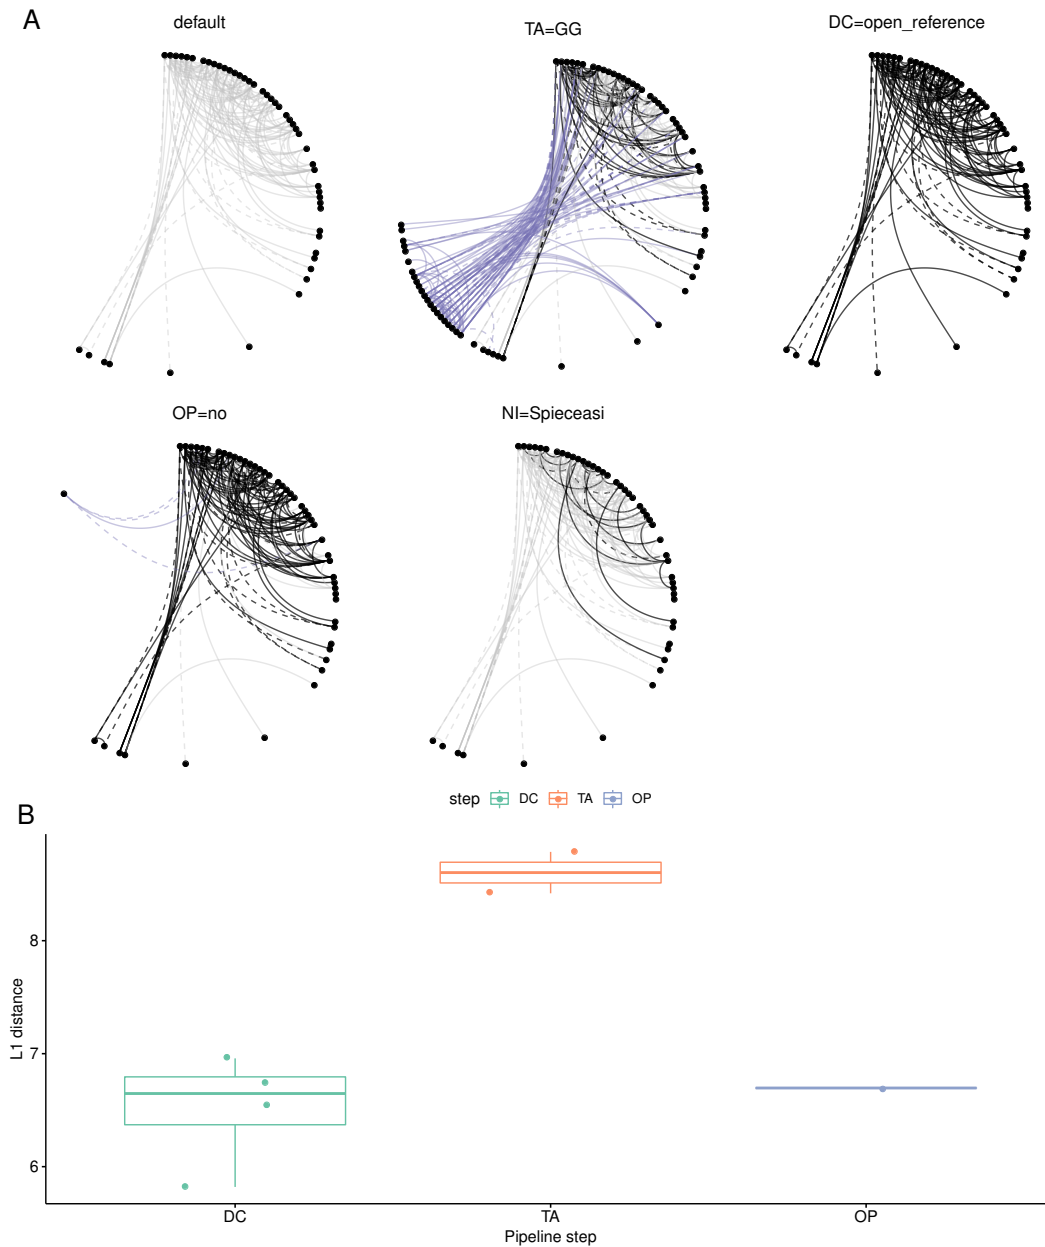 A
default
TA=GG
DC=open_reference
OP=no
NI=Spieceasi
step DC TA OP
B
L1 distance
8
7
6
DC TA OP
Pipeline step